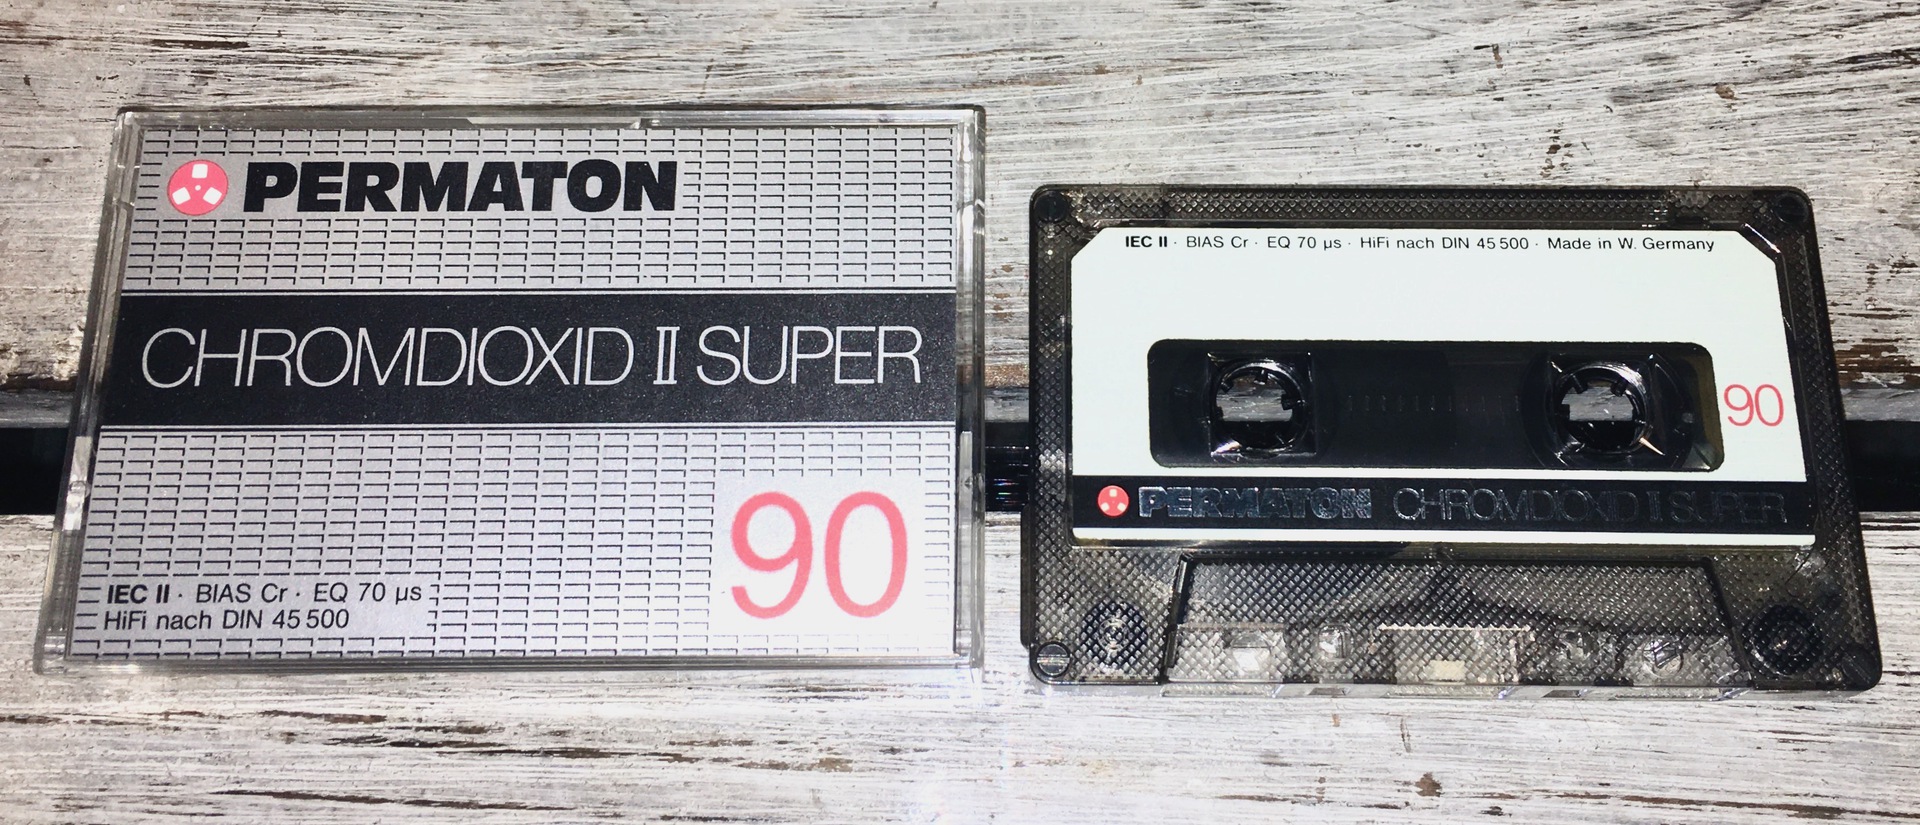 PERMATON
CHROMDIOXID II SUPER
90
IEC II · BIAS Cr · EQ 70 µs
HiFi nach DIN 45 500
IEC II · BIAS Cr · EQ 70 µs · HiFi nach DIN 45 500 · Made in W. Germany
90
PERMATON CHROMDIOXID II SUPER